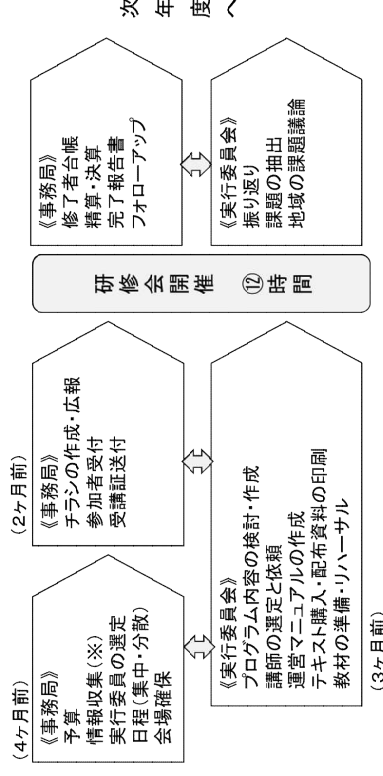 (4ヶ月前)
《事務局》
予算
情報収集(※)
実行委員の選定
日程(集中・分散)
会場確保
(2ヶ月前)
《事務局》
チラシの作成・広報
参加者受付
受講証送付
《実行委員会》
プログラム内容の検討・作成
講師の選定と依頼
運営マニュアルの作成
テキスト購入・配布資料の印刷
教材の準備・リハーサル
(3ヶ月前)
研修会開催 ⑫時間
《事務局》
修了者台帳
精算・決算
完了報告書
フォローアップ
《実行委員会》
振り返り
課題の抽出
地域の課題議論
次年度へ